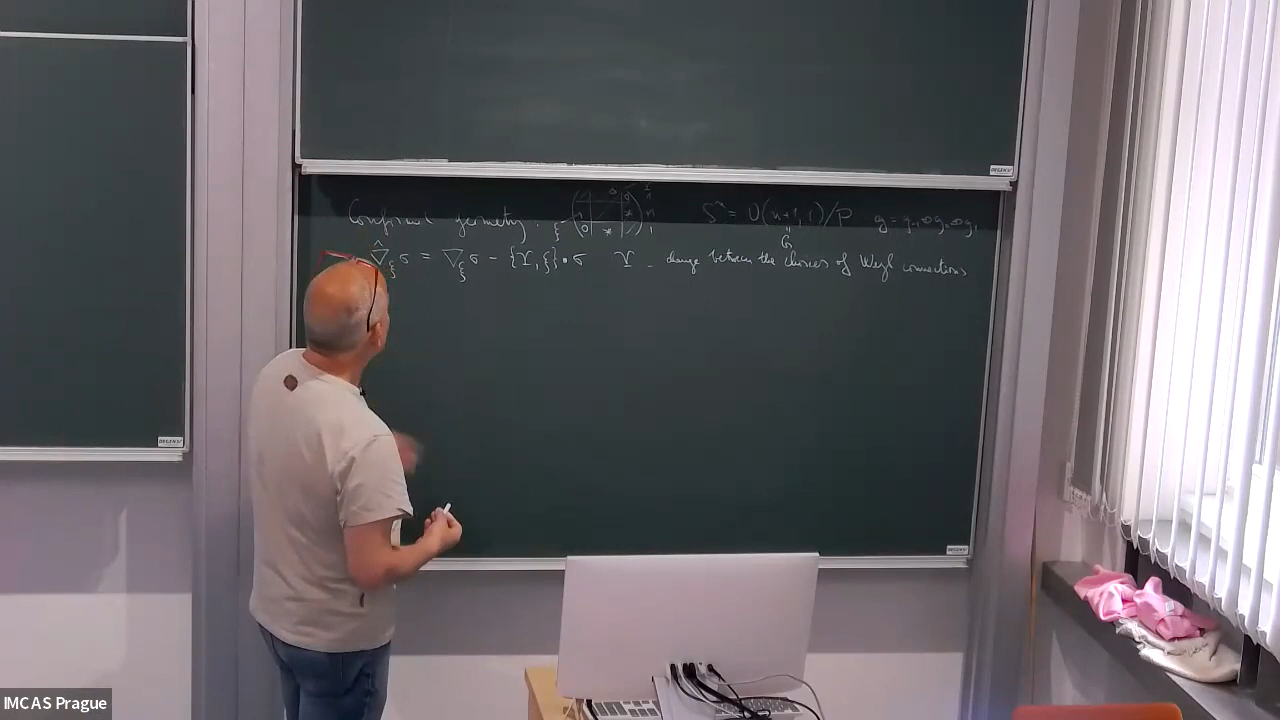 Conformal geometry. S^n = O(n+1,1)/P g = g_{-1}⊕g_0⊕g_1
G
∇̂_ξ σ = ∇_ξ σ - {Υ,ξ}•σ Υ - change between the choices of Weyl connections
IMCAS Prague